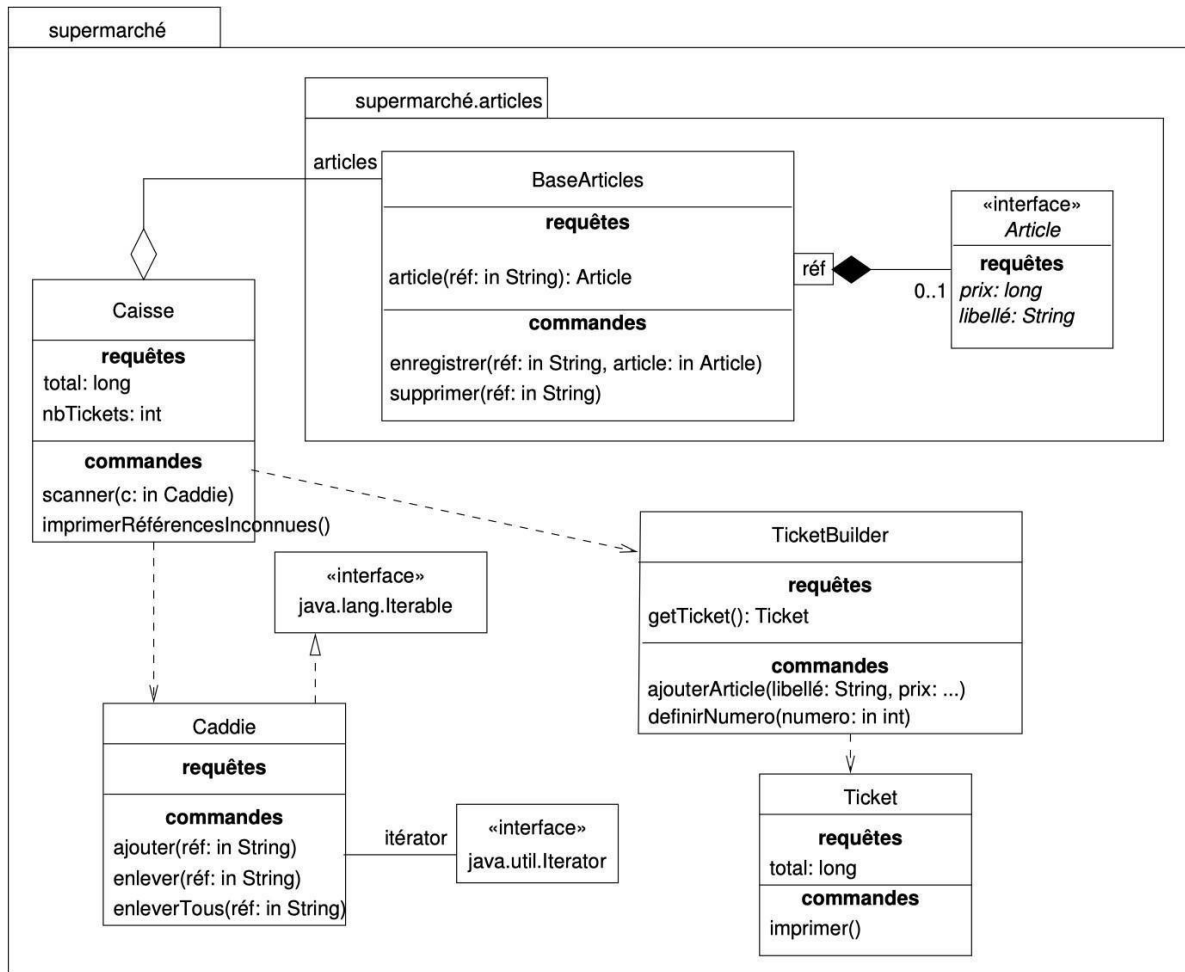 supermarché
supermarché.articles
articles
BaseArticles
requêtes
article(réf: in String): Article
commandes
enregistrer(réf: in String, article: in Article)
supprimer(réf: in String)
réf
0..1
«interface»
Article
requêtes
prix: long
libellé: String
Caisse
requêtes
total: long
nbTickets: int
commandes
scanner(c: in Caddie)
imprimerRéférencesInconnues()
«interface»
java.lang.Iterable
TicketBuilder
requêtes
getTicket(): Ticket
commandes
ajouterArticle(libellé: String, prix: ...)
definirNumero(numero: in int)
Caddie
requêtes
commandes
ajouter(réf: in String)
enlever(réf: in String)
enleverTous(réf: in String)
itérator
«interface»
java.util.Iterator
Ticket
requêtes
total: long
commandes
imprimer()